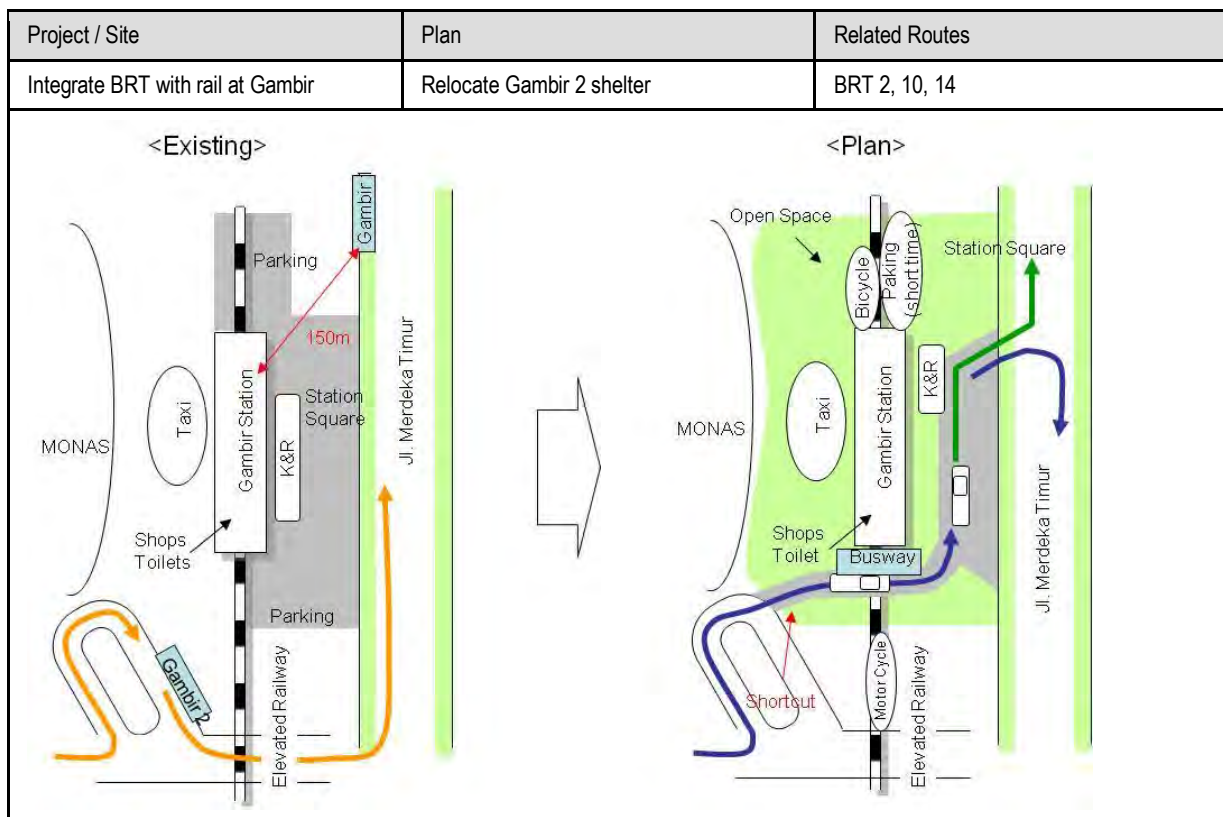 Project / Site
Plan
Related Routes
Integrate BRT with rail at Gambir
Relocate Gambir 2 shelter
BRT 2, 10, 14
<Existing>
Gambir 1
Parking
150m
Gambir Station
Station
Square
Taxi
K&R
MONAS
Jl. Merdeka Timur
Shops
Toilets
Parking
Gambir 2
Elevated Railway
<Plan>
Open Space
Bicycle
Paking
(short time)
Station Square
K&R
Taxi
Gambir Station
MONAS
Shops
Toilet
Busway
Jl. Merdeka Timur
Shortcut
Motor Cycle
Elevated Railway